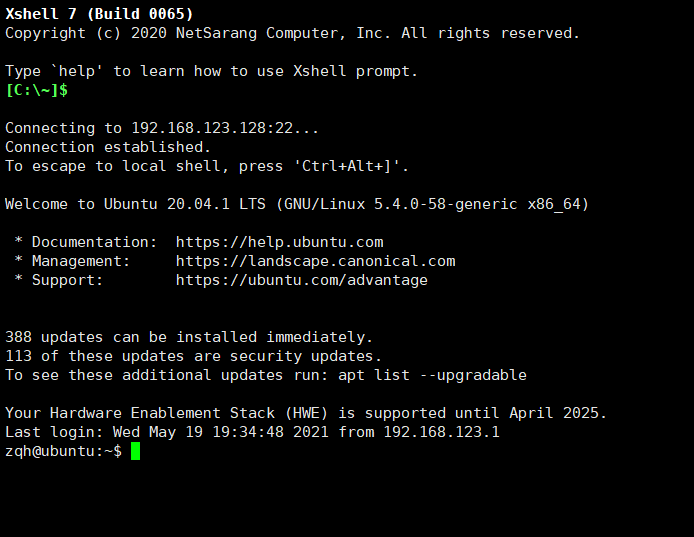 Xshell 7 (Build 0065)
Copyright (c) 2020 NetSarang Computer, Inc. All rights reserved.
Type `help' to learn how to use Xshell prompt.
[C:\~]$
Connecting to 192.168.123.128:22...
Connection established.
To escape to local shell, press 'Ctrl+Alt+]'.
Welcome to Ubuntu 20.04.1 LTS (GNU/Linux 5.4.0-58-generic x86_64)
* Documentation:  https://help.ubuntu.com
* Management:     https://landscape.canonical.com
* Support:        https://ubuntu.com/advantage
388 updates can be installed immediately.
113 of these updates are security updates.
To see these additional updates run: apt list --upgradable
Your Hardware Enablement Stack (HWE) is supported until April 2025.
Last login: Wed May 19 19:34:48 2021 from 192.168.123.1
zqh@ubuntu:~$